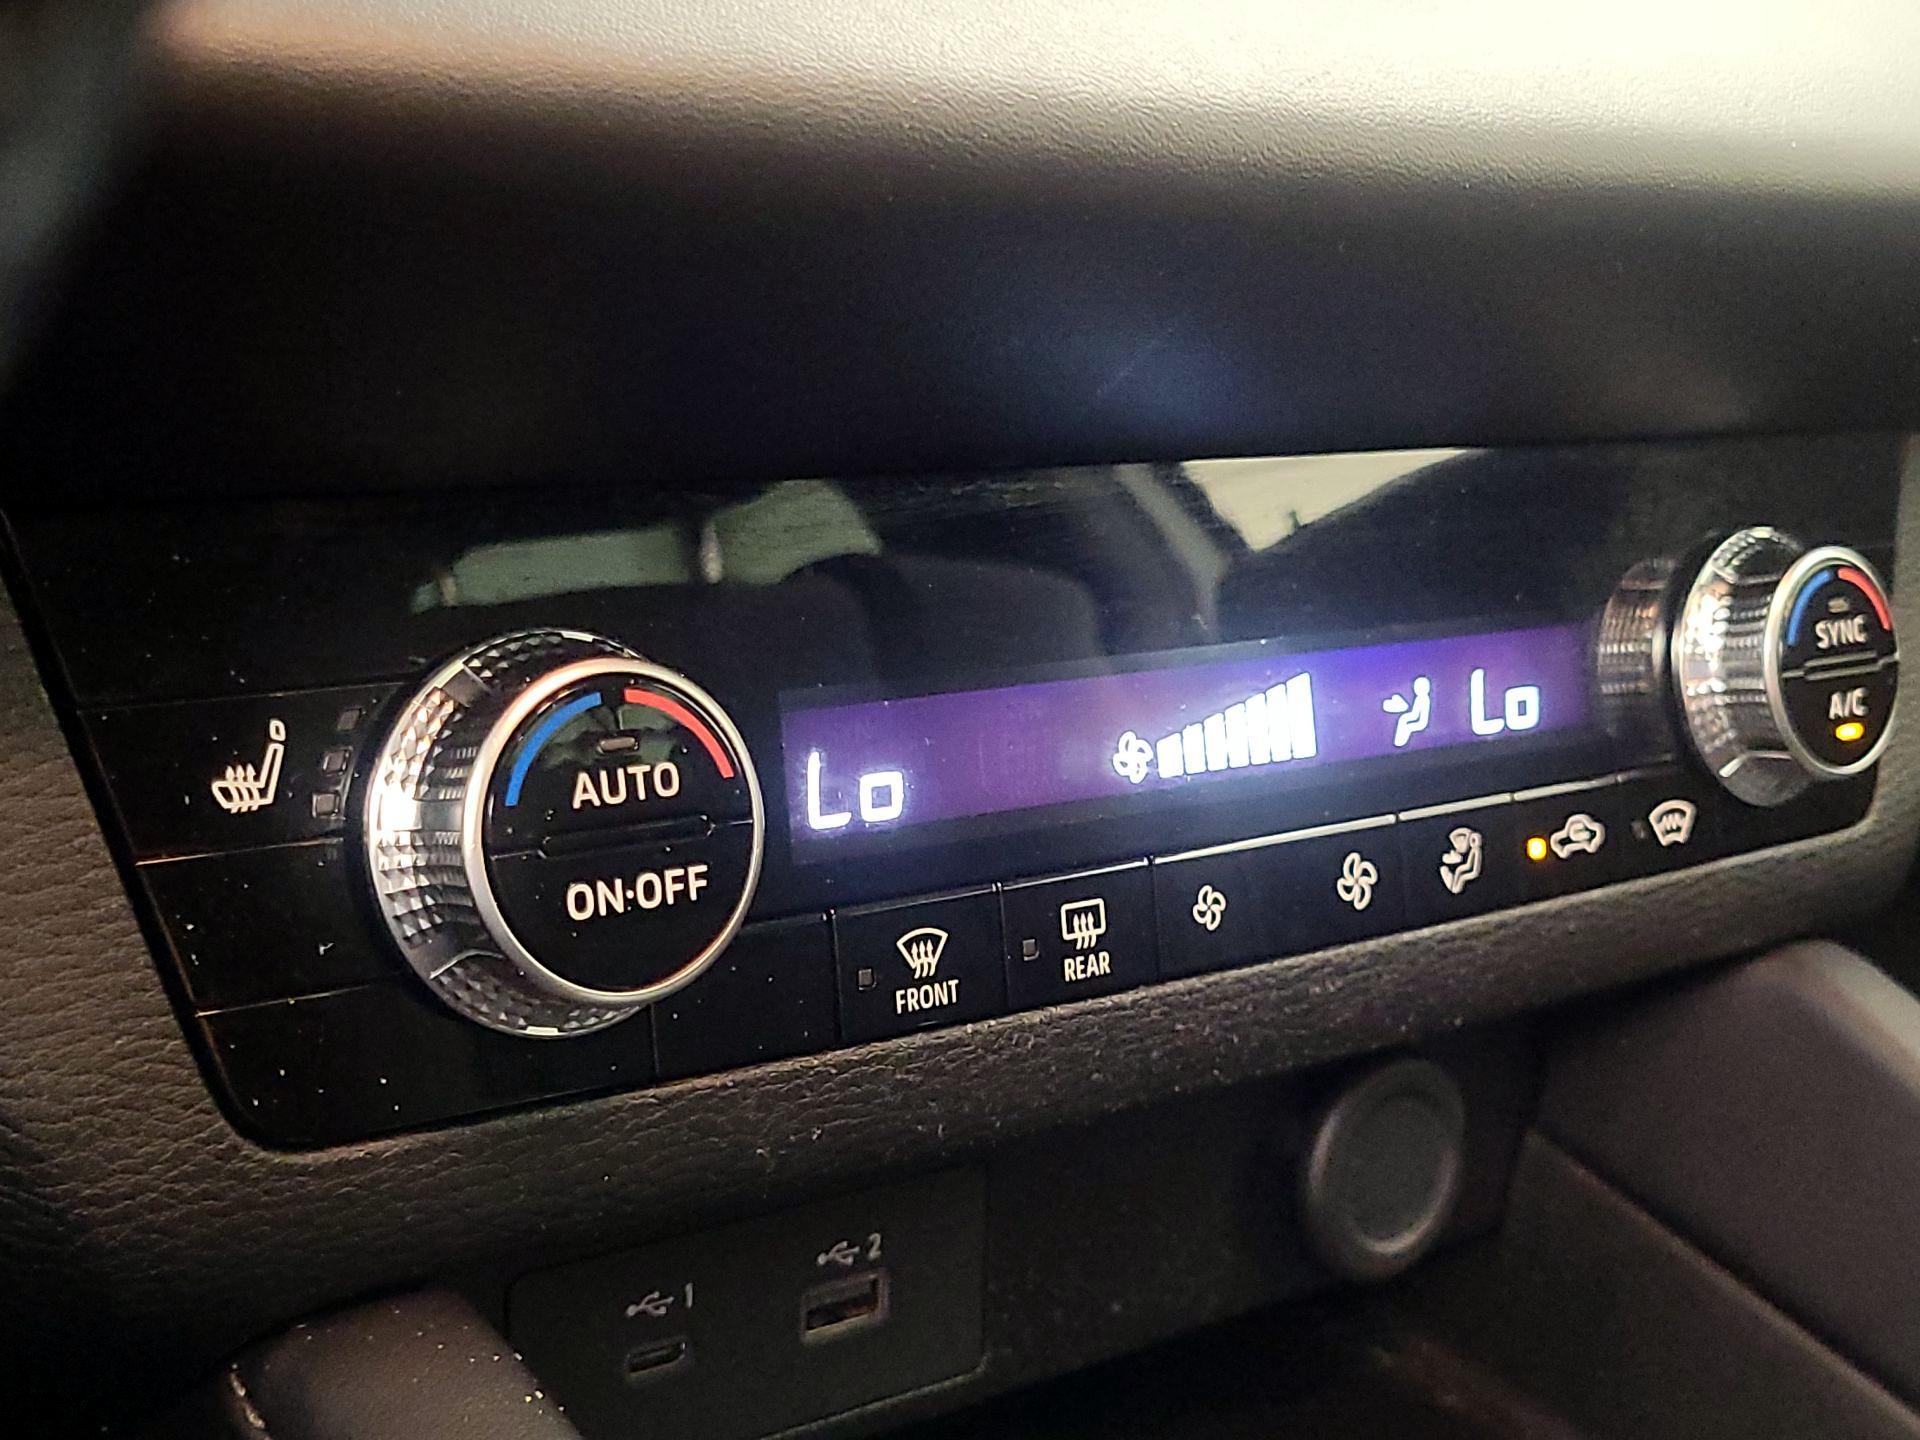 AUTO
ON·OFF
Lo
Lo
SYNC
A/C
FRONT
REAR
1
2